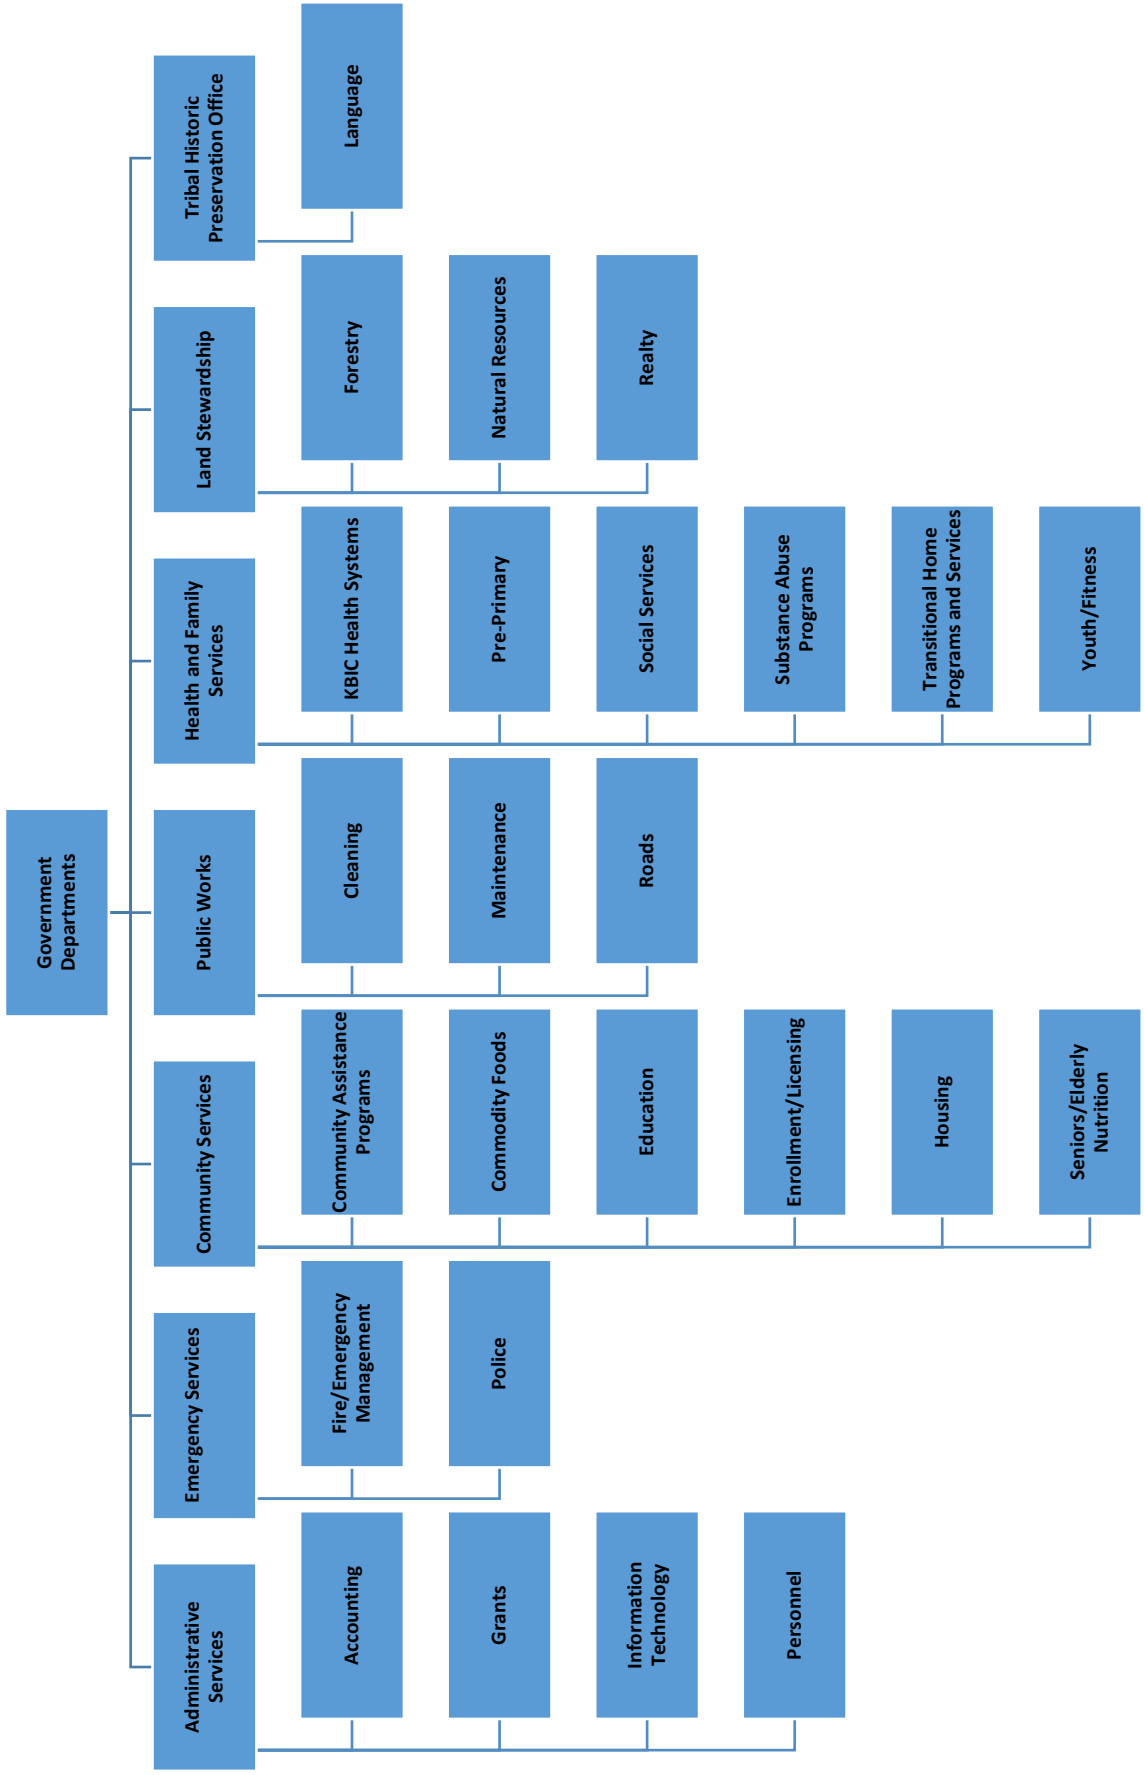 Government
Departments
Administrative
Services
Accounting
Grants
Information
Technology
Personnel
Emergency Services
Fire/Emergency
Management
Police
Community Services
Community Assistance
Programs
Commodity Foods
Education
Enrollment/Licensing
Housing
Seniors/Elderly
Nutrition
Public Works
Cleaning
Maintenance
Roads
Health and Family
Services
KBIC Health Systems
Pre-Primary
Social Services
Substance Abuse
Programs
Transitional Home
Programs and Services
Youth/Fitness
Land Stewardship
Forestry
Natural Resources
Realty
Tribal Historic
Preservation Office
Language